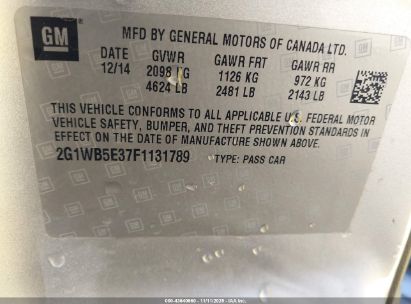 GM
MFD BY GENERAL MOTORS OF CANADA LTD.
DATE GVWR GAWR FRT GAWR RR
12/14 2098 KG 1126 KG 972 KG
4624 LB 2481 LB 2143 LB
THIS VEHICLE CONFORMS TO ALL APPLICABLE U.S. FEDERAL MOTOR
VEHICLE SAFETY, BUMPER, AND THEFT PREVENTION STANDARDS
IN EFFECT ON THE DATE OF MANUFACTURE SHOWN ABOVE.
2G1WB5E37F1131789 TYPE: PASS CAR